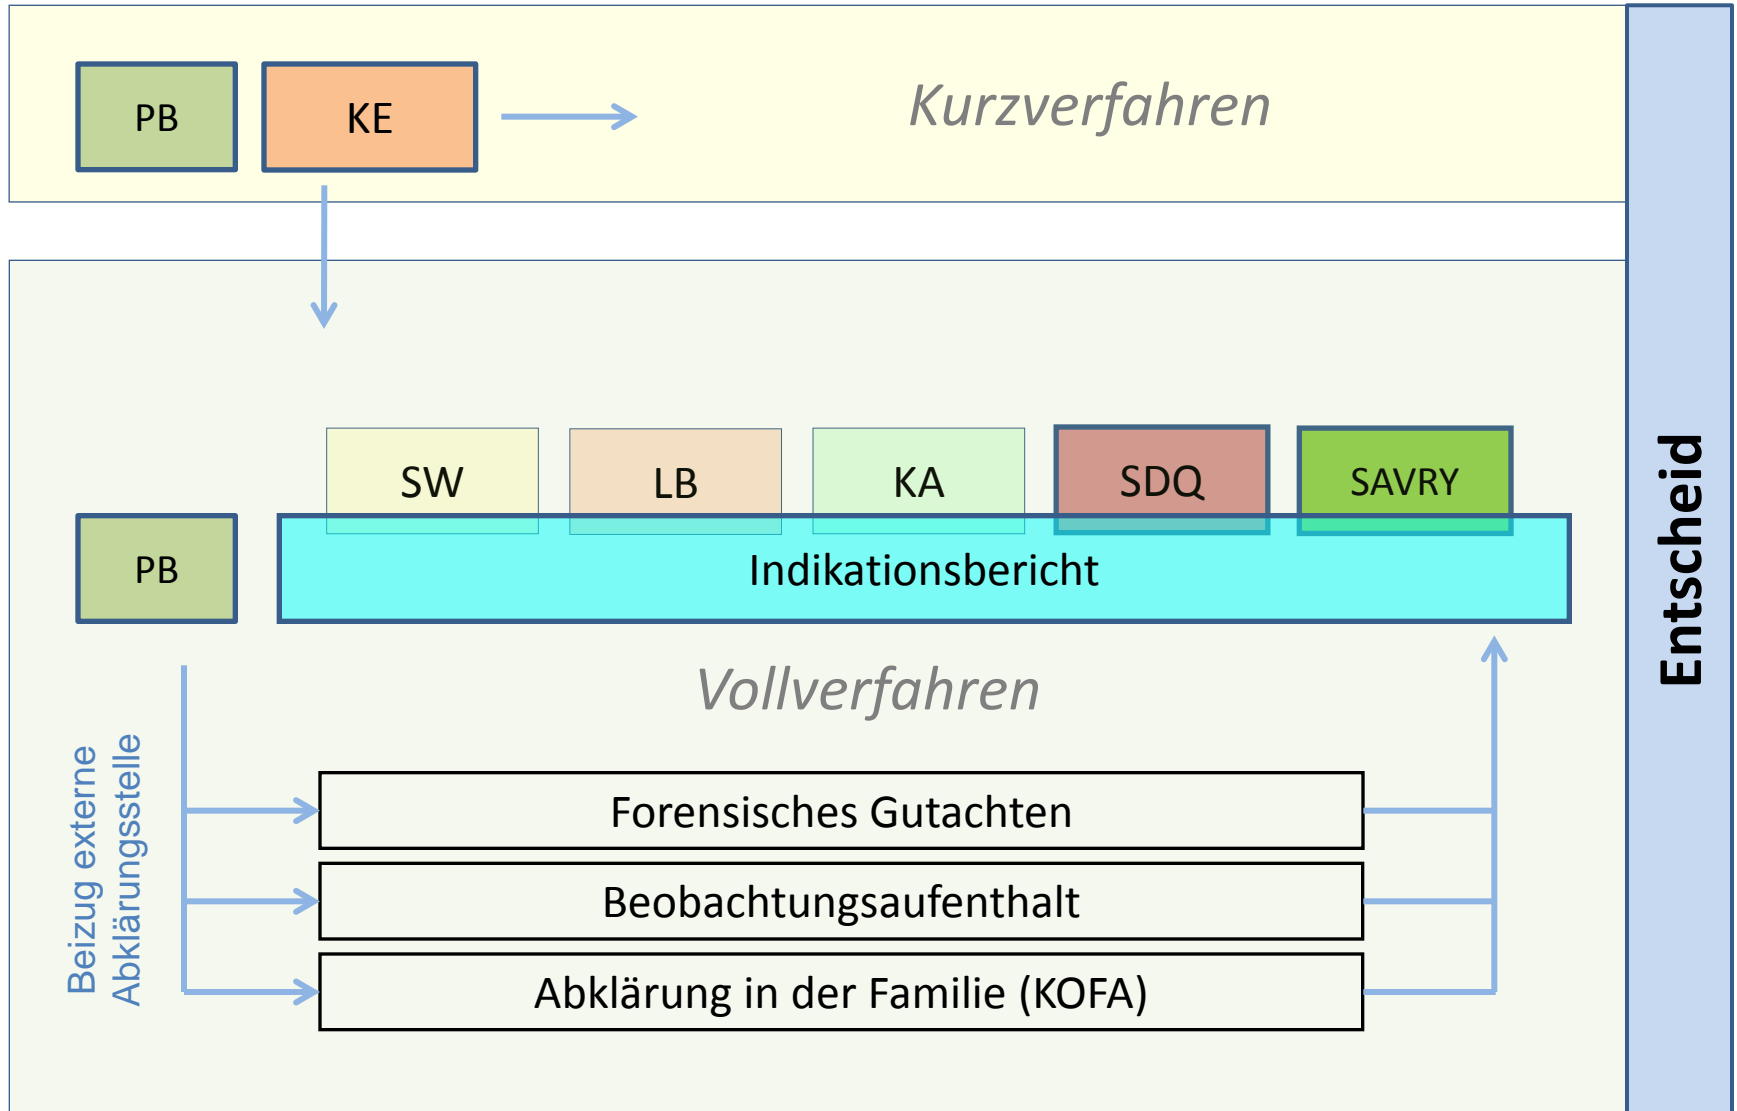 PB
KE
Kurzverfahren
SW
LB
KA
SDQ
SAVRY
PB
Indikationsbericht
Vollverfahren
Beizug externe
Abklärungsstelle
Forensisches Gutachten
Beobachtungsaufenthalt
Abklärung in der Familie (KOFA)
Entscheid